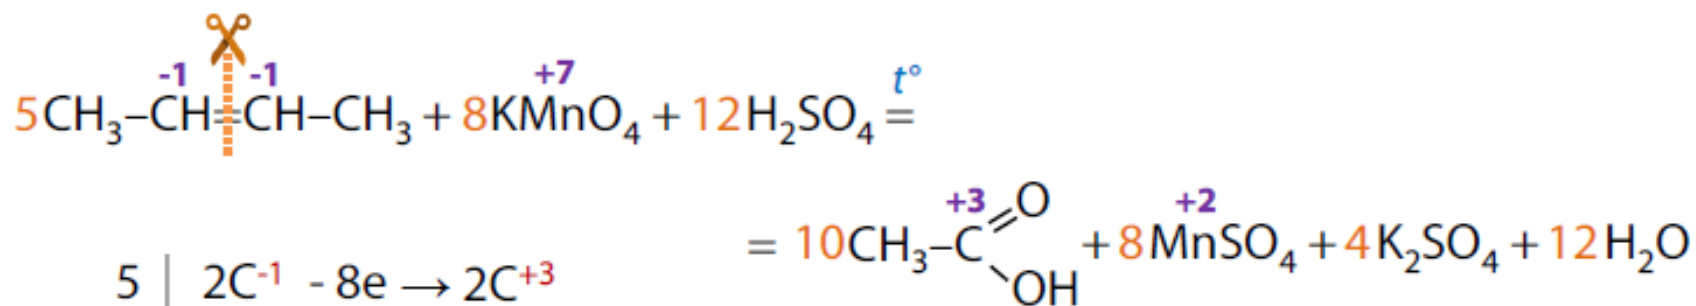 5CH₃–CH=CH–CH₃ + 8KMnO₄ + 12H₂SO₄ =
-1 -1 +7 t°
= 10CH₃–C=O OH + 8MnSO₄ + 4K₂SO₄ + 12H₂O
+3 +2
5 | 2C⁻¹ - 8e → 2C⁺³